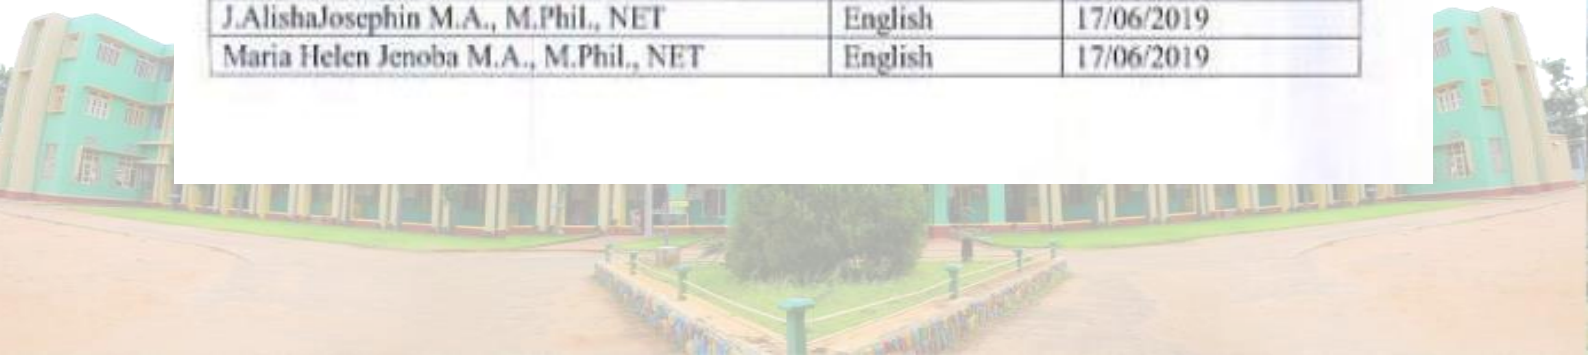 J.AlishaJosephin M.A., M.Phil., NET English 17/06/2019
Maria Helen Jenoba M.A., M.Phil., NET English 17/06/2019